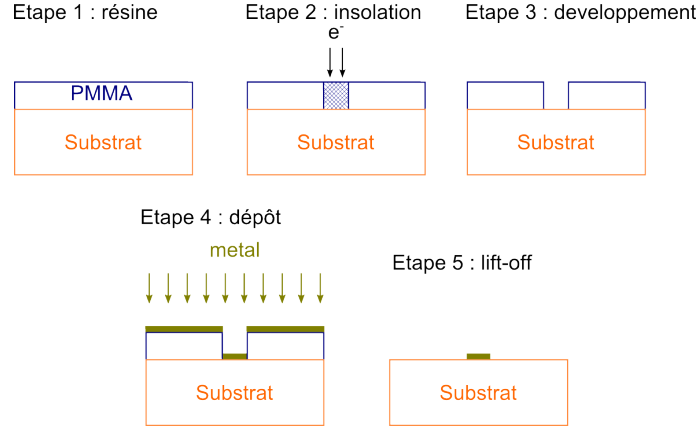 Etape 1 : résine
Etape 2 : insolation
Etape 3 : developpement
e-
PMMA
Substrat
Substrat
Substrat
Etape 4 : dépôt
metal
Etape 5 : lift-off
Substrat
Substrat